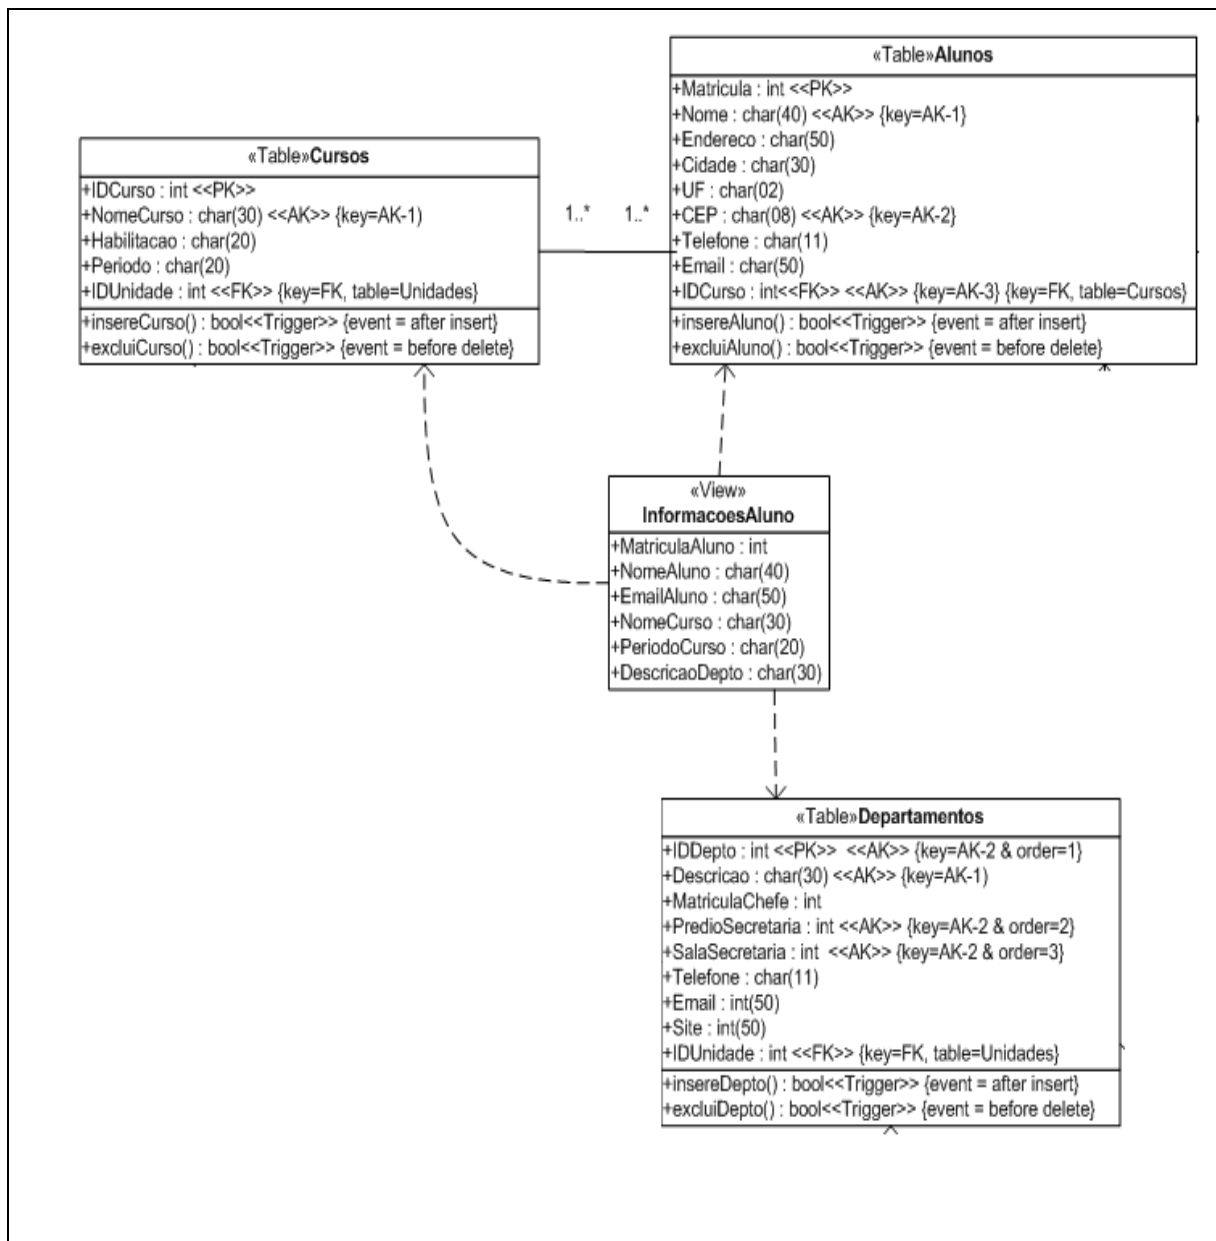 «Table»Alunos
+Matricula : int <<PK>>
+Nome : char(40) <<AK>> {key=AK-1}
+Endereco : char(50)
+Cidade : char(30)
+UF : char(02)
+CEP : char(08) <<AK>> {key=AK-2}
+Telefone : char(11)
+Email : char(50)
+IDCurso : int<<FK>> <<AK>> {key=AK-3} {key=FK, table=Cursos}
+insereAluno() : bool<<Trigger>> {event = after insert}
+excluiAluno() : bool<<Trigger>> {event = before delete}
«Table»Cursos
+IDCurso : int <<PK>>
+NomeCurso : char(30) <<AK>> {key=AK-1)
+Habilitacao : char(20)
+Periodo : char(20)
+IDUnidade : int <<FK>> {key=FK, table=Unidades}
+insereCurso() : bool<<Trigger>> {event = after insert}
+excluiCurso() : bool<<Trigger>> {event = before delete}
1..* 1..*
«View»
InformacoesAluno
+MatriculaAluno : int
+NomeAluno : char(40)
+EmailAluno : char(50)
+NomeCurso : char(30)
+PeriodoCurso : char(20)
+DescricaoDepto : char(30)
«Table»Departamentos
+IDDepto : int <<PK>> <<AK>> {key=AK-2 & order=1}
+Descricao : char(30) <<AK>> {key=AK-1)
+MatriculaChefe : int
+PredioSecretaria : int <<AK>> {key=AK-2 & order=2}
+SalaSecretaria : int <<AK>> {key=AK-2 & order=3}
+Telefone : char(11)
+Email : int(50)
+Site : int(50)
+IDUnidade : int <<FK>> {key=FK, table=Unidades}
+insereDepto() : bool<<Trigger>> {event = after insert}
+excluiDepto() : bool<<Trigger>> {event = before delete}